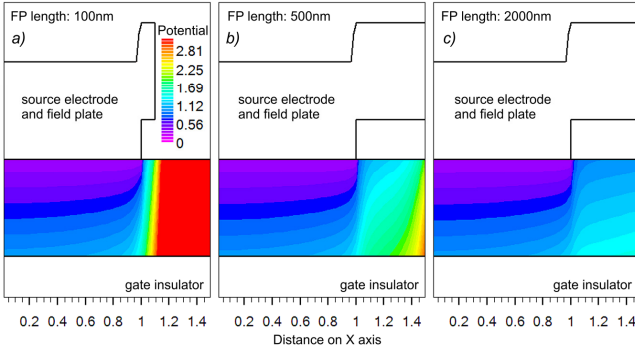 FP length: 100nm
a)
Potential
2.81
2.25
1.69
1.12
0.56
0
source electrode
and field plate
gate insulator
0.2 0.4 0.6 0.8 1 1.2 1.4
FP length: 500nm
b)
source electrode
and field plate
gate insulator
0.2 0.4 0.6 0.8 1 1.2 1.4
FP length: 2000nm
c)
source electrode
and field plate
gate insulator
0.2 0.4 0.6 0.8 1 1.2 1.4
Distance on X axis